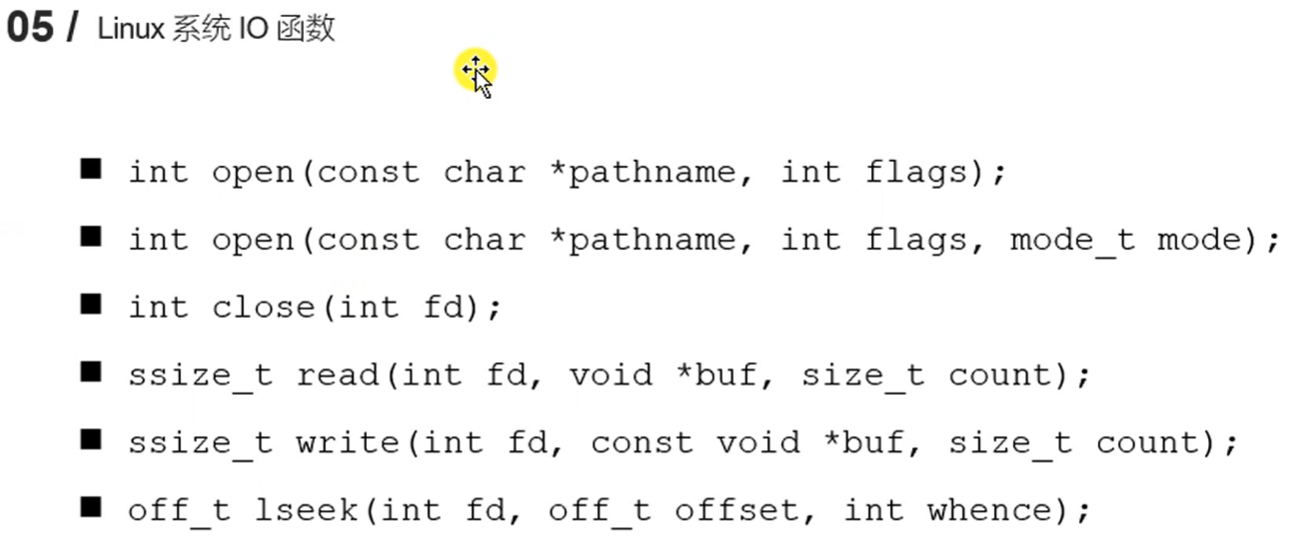 05 / Linux 系统 IO 函数
■ int open(const char *pathname, int flags);
■ int open(const char *pathname, int flags, mode_t mode);
■ int close(int fd);
■ ssize_t read(int fd, void *buf, size_t count);
■ ssize_t write(int fd, const void *buf, size_t count);
■ off_t lseek(int fd, off_t offset, int whence);